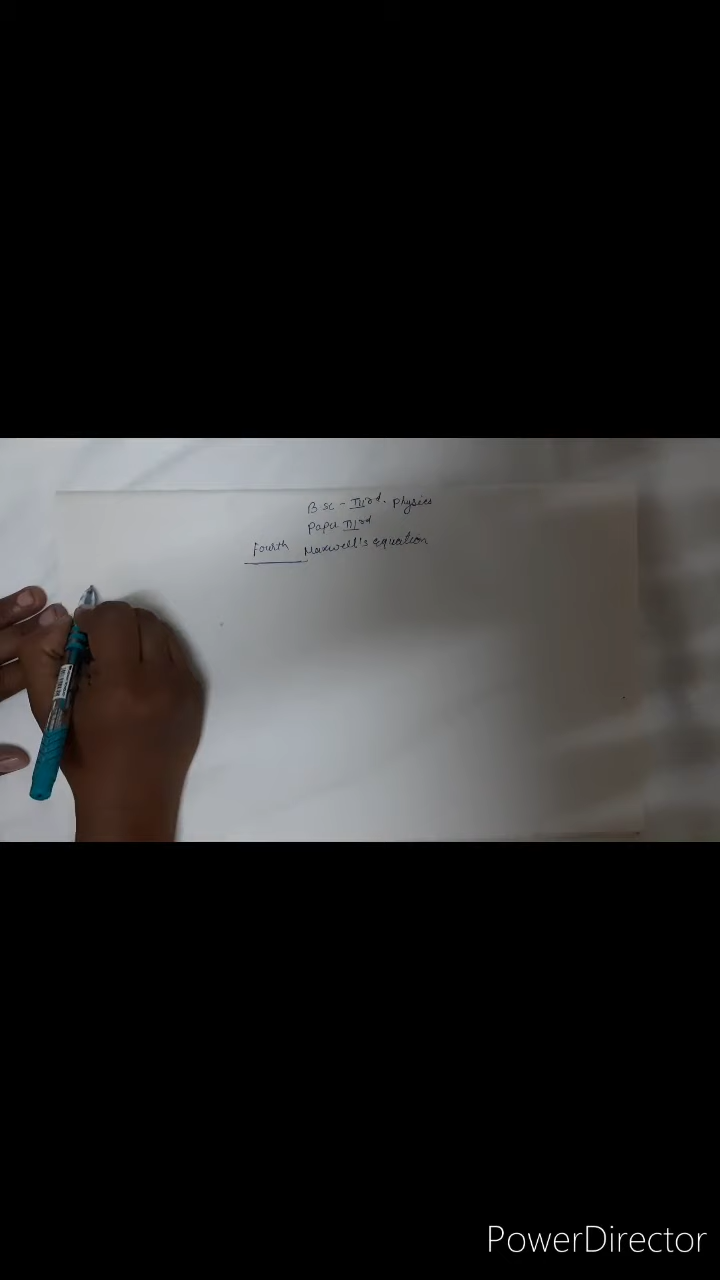 B.Sc - IIIrd. Physics
Paper IIIrd
Fourth Maxwell's equation
PowerDirector